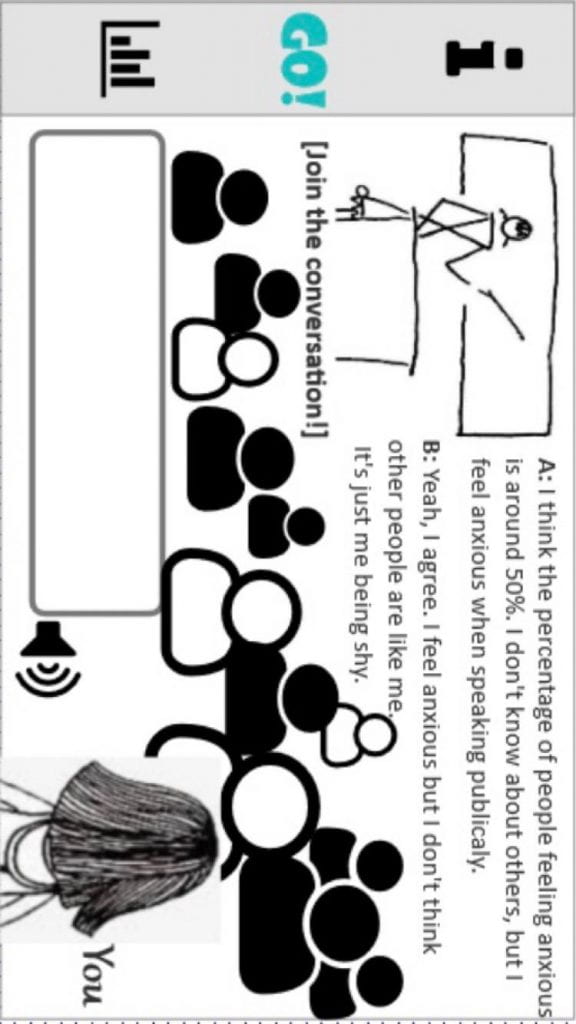 i
GO!
A: I think the percentage of people feeling anxious
is around 50%. I don't know about others, but I
feel anxious when speaking publicaly.
B: Yeah, I agree. I feel anxious but I don't think
other people are like me.
It's just me being shy.
[Join the conversation!]
You